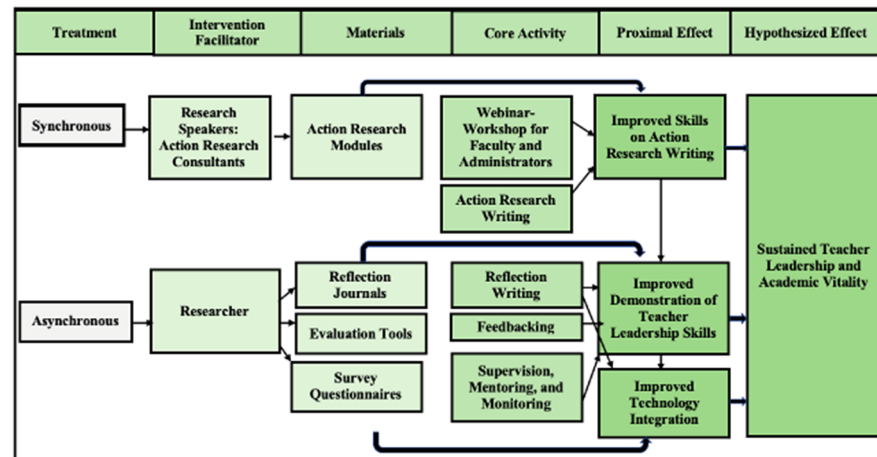 Treatment
Intervention
Facilitator
Materials
Core Activity
Proximal Effect
Hypothesized Effect
Synchronous
Research
Speakers:
Action Research
Consultants
Action Research
Modules
Webinar-
Workshop for
Faculty and
Administrators
Action Research
Writing
Improved Skills
on Action
Research Writing
Sustained Teacher
Leadership and
Academic Vitality
Asynchronous
Researcher
Reflection
Journals
Evaluation Tools
Survey
Questionnaires
Reflection
Writing
Feedbacking
Supervision,
Mentoring, and
Monitoring
Improved
Demonstration of
Teacher
Leadership Skills
Improved
Technology
Integration